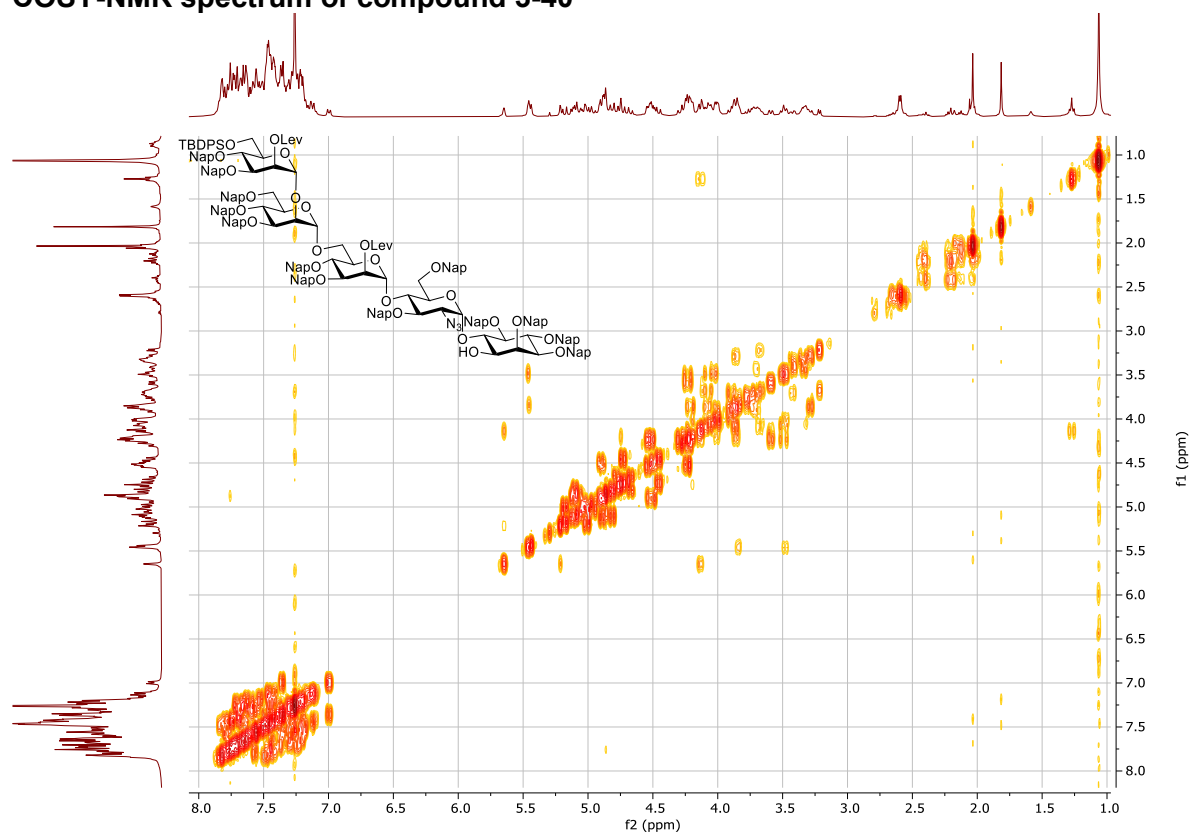 COSY-NMR spectrum of compound 3-40
TBDPSO
OLev
NapO
NapO
O
O
NapO
NapO
NapO
O
O
OLev
NapO
NapO
O
ONap
O
O
NapO
N3
NapO
ONap
O
HO
ONap
ONap
1.0
1.5
2.0
2.5
3.0
3.5
4.0
4.5
5.0
5.5
6.0
6.5
7.0
7.5
8.0
f1 (ppm)
8.0 7.5 7.0 6.5 6.0 5.5 5.0 4.5 4.0 3.5 3.0 2.5 2.0 1.5 1.0
f2 (ppm)